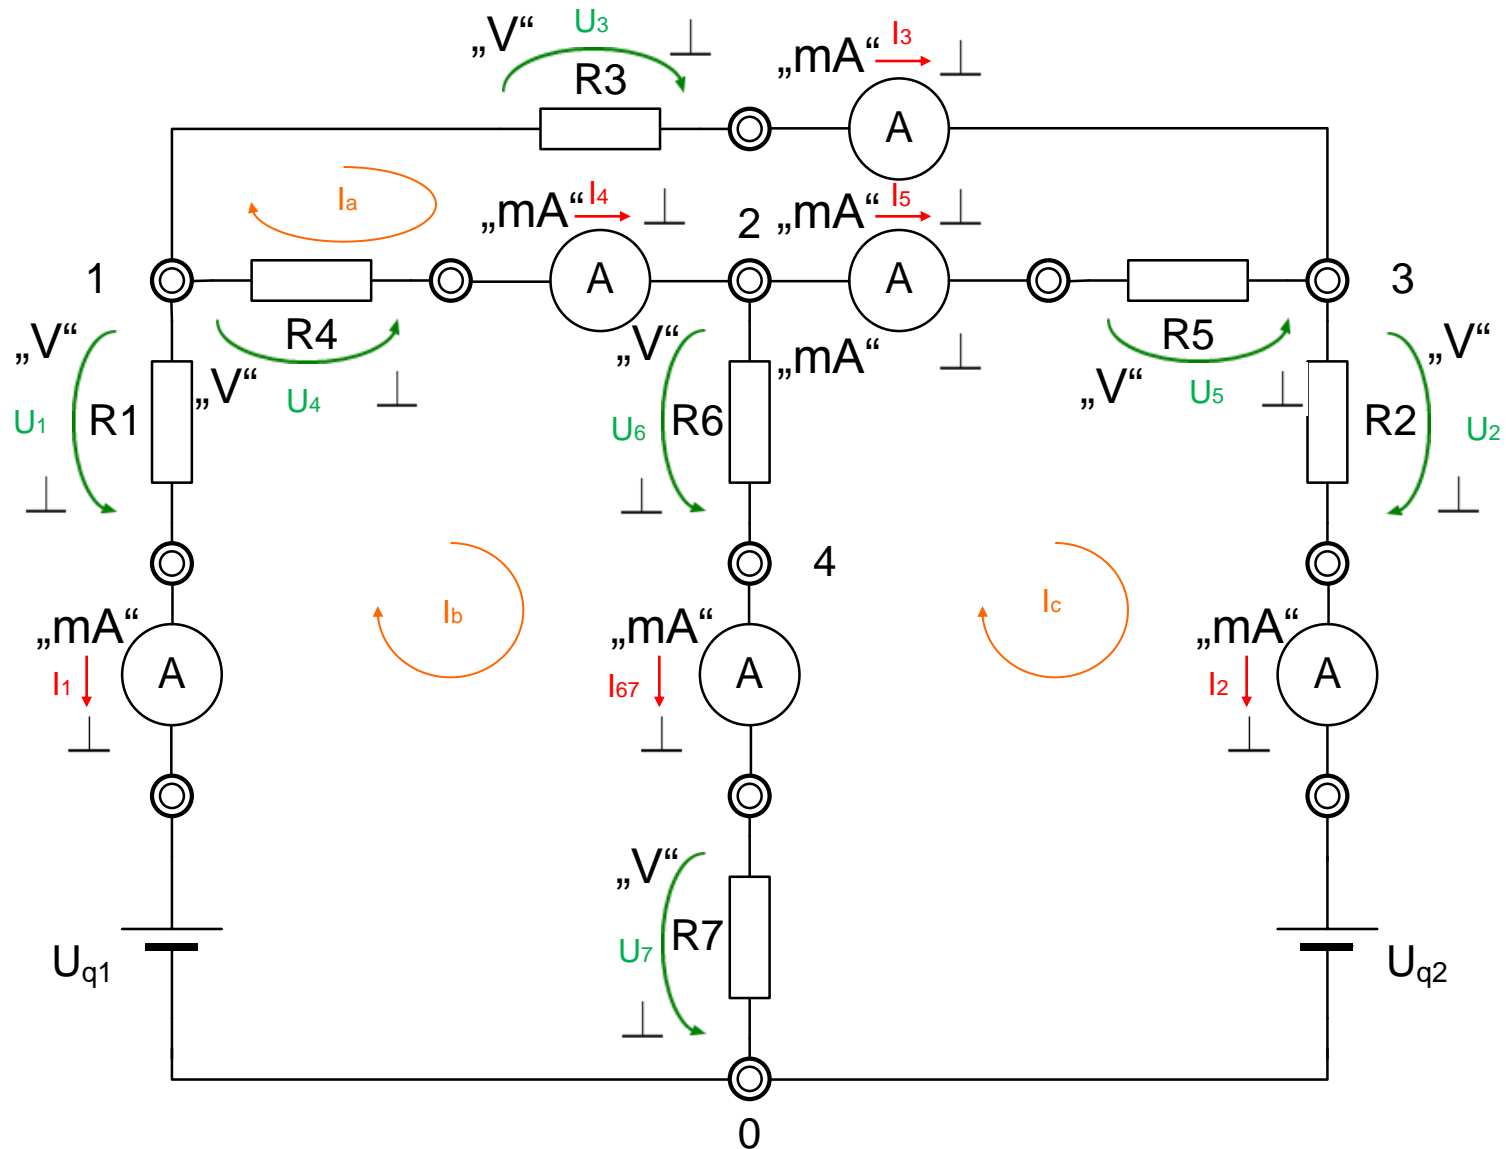 „V“ U3
R3
„mA“ I3
A
Ia
„mA“ I4
2
„mA“ I5
1
A
A
3
„V“
R4
„V“
U4
„V“
„mA“
R5
„V“
U5
„V“
U1
R1
U6
R6
R2
U2
4
Ib
Ic
„mA“
I1
A
„mA“
I67
A
„mA“
I2
A
„V“
U7
R7
Uq1
Uq2
0